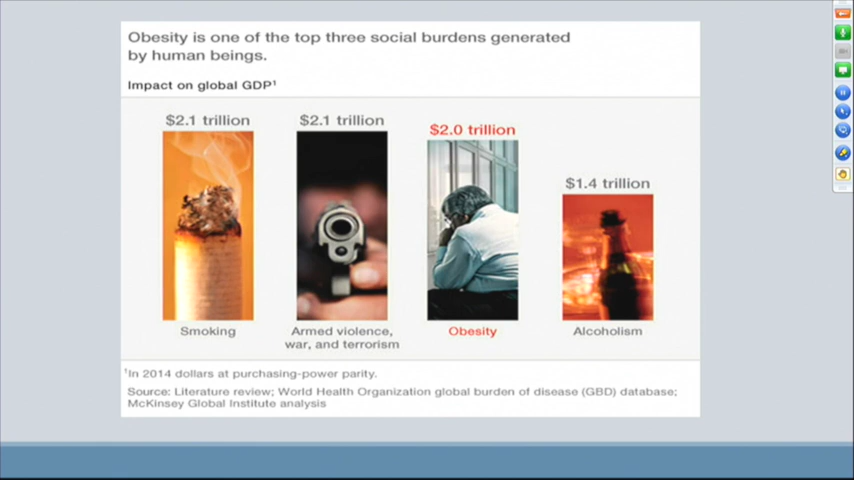 Obesity is one of the top three social burdens generated
by human beings.
Impact on global GDP¹
$2.1 trillion
$2.1 trillion
$2.0 trillion
$1.4 trillion
Smoking
Armed violence,
war, and terrorism
Obesity
Alcoholism
¹In 2014 dollars at purchasing-power parity.
Source: Literature review; World Health Organization global burden of disease (GBD) database;
McKinsey Global Institute analysis